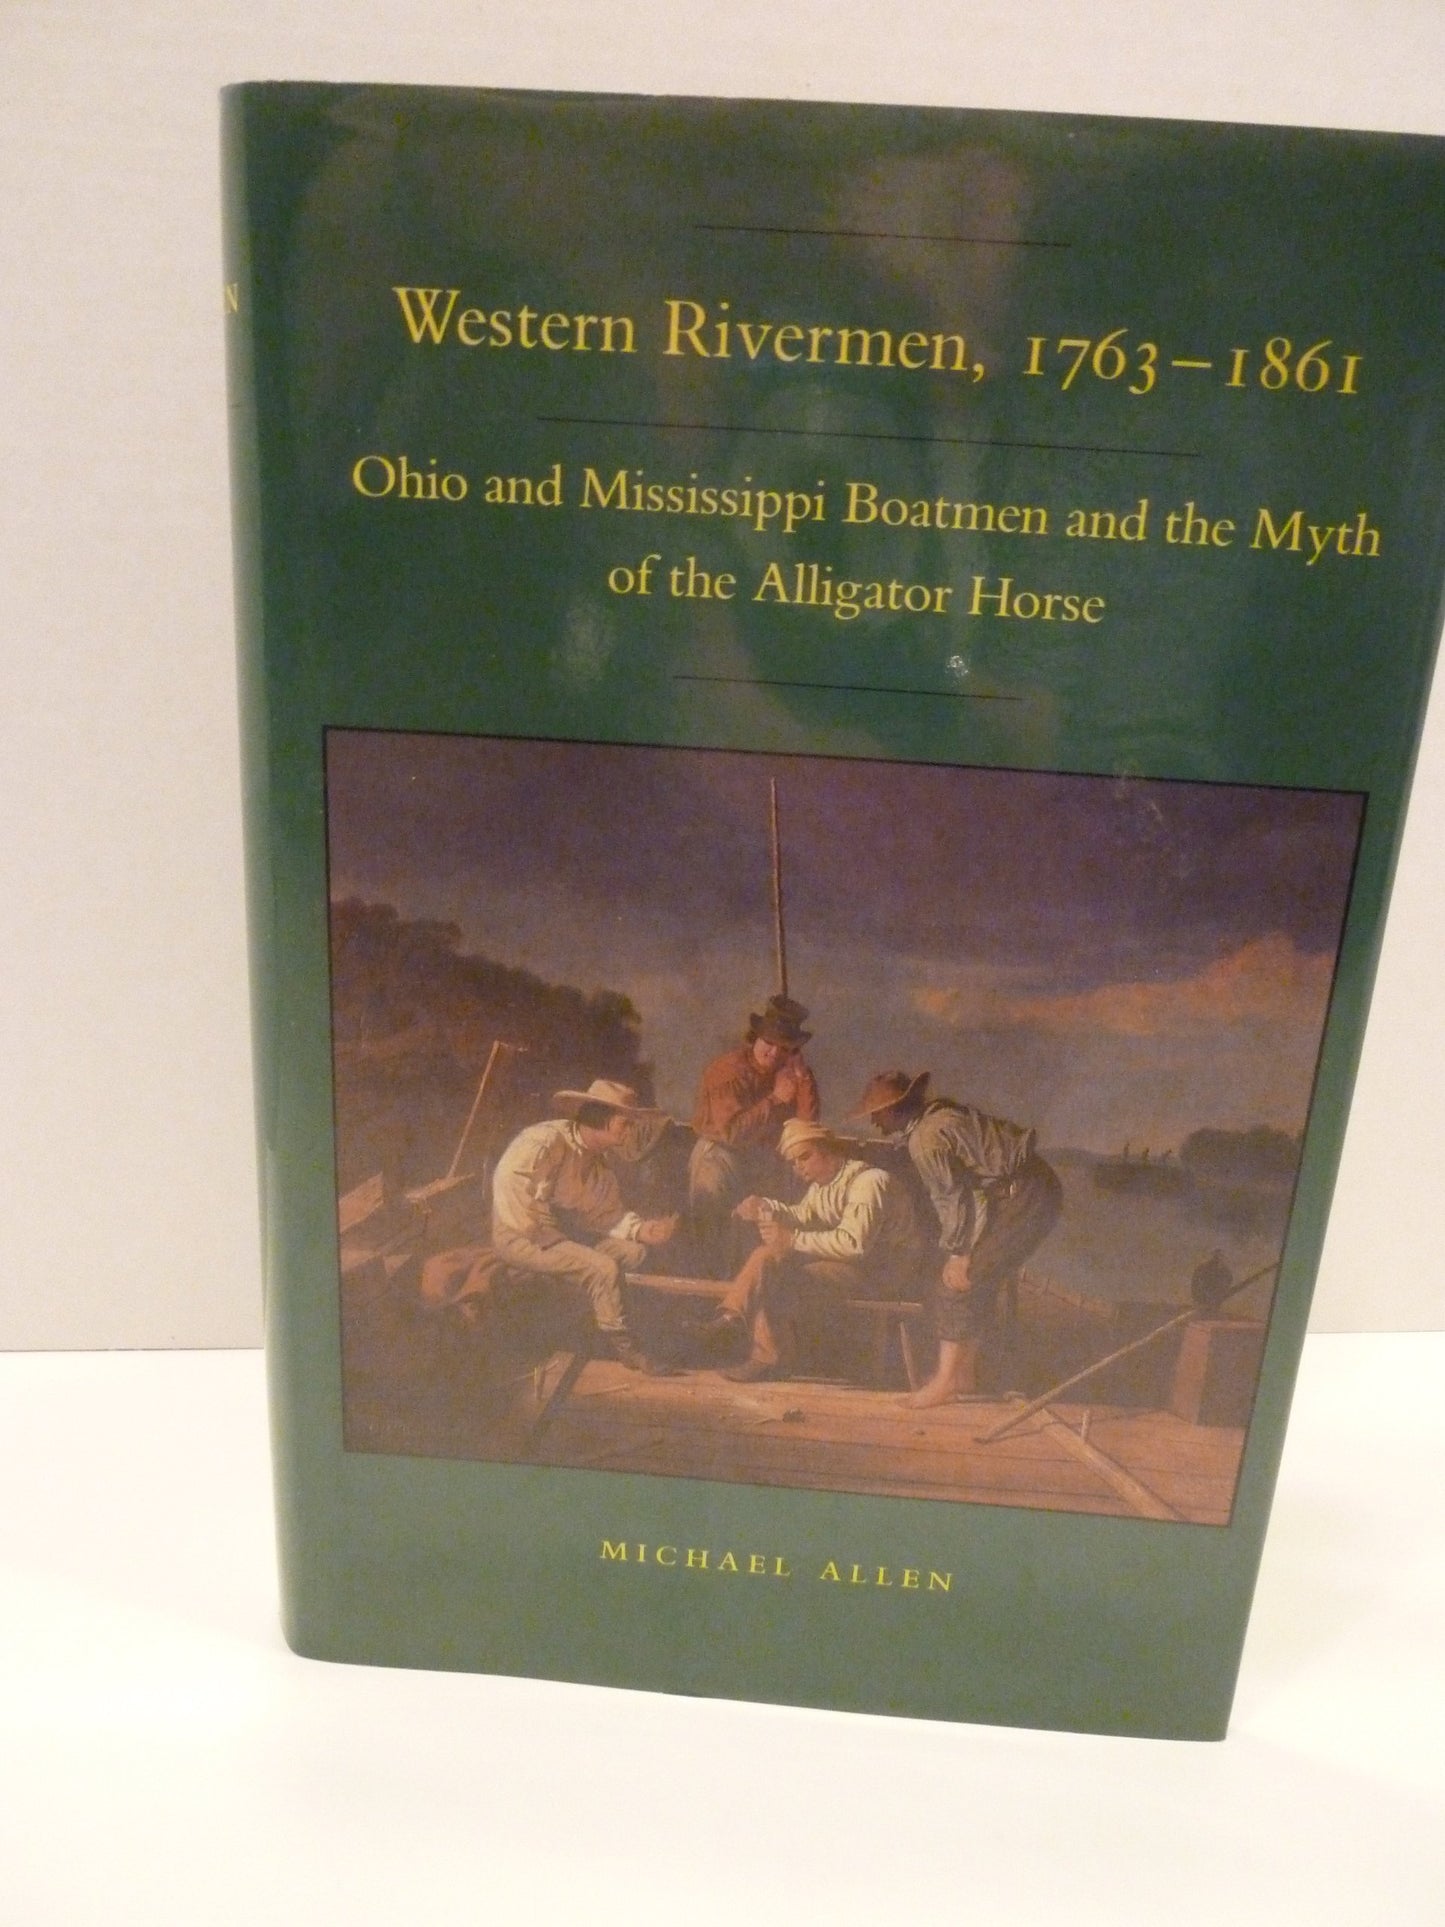 Western Rivermen, 1763–1861
Ohio and Mississippi Boatmen and the Myth
of the Alligator Horse
MICHAEL ALLEN
N